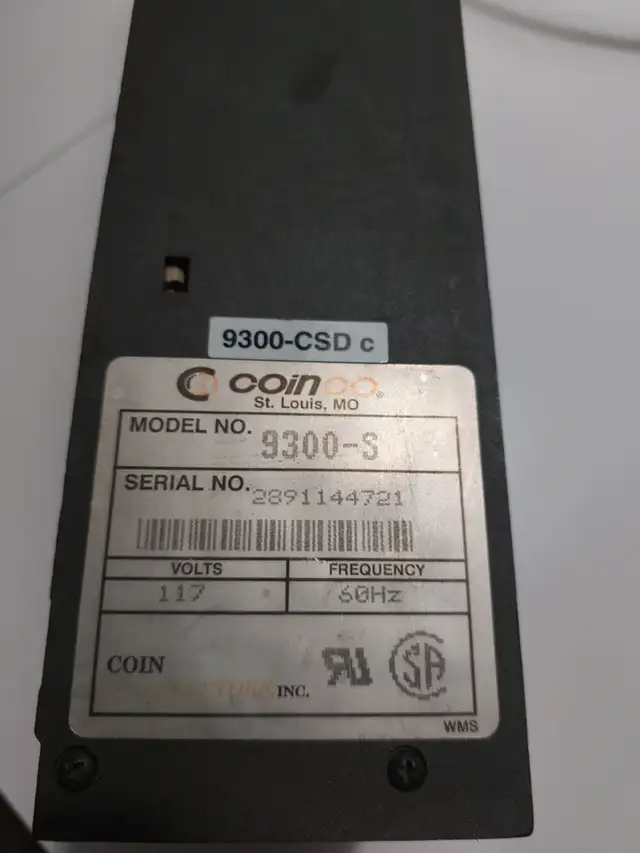 9300-CSD c
coinco®
St. Louis, MO
MODEL NO. 9300-S
SERIAL NO. 2891144721
VOLTS FREQUENCY
117 60Hz
COIN INC.
SA
WMS